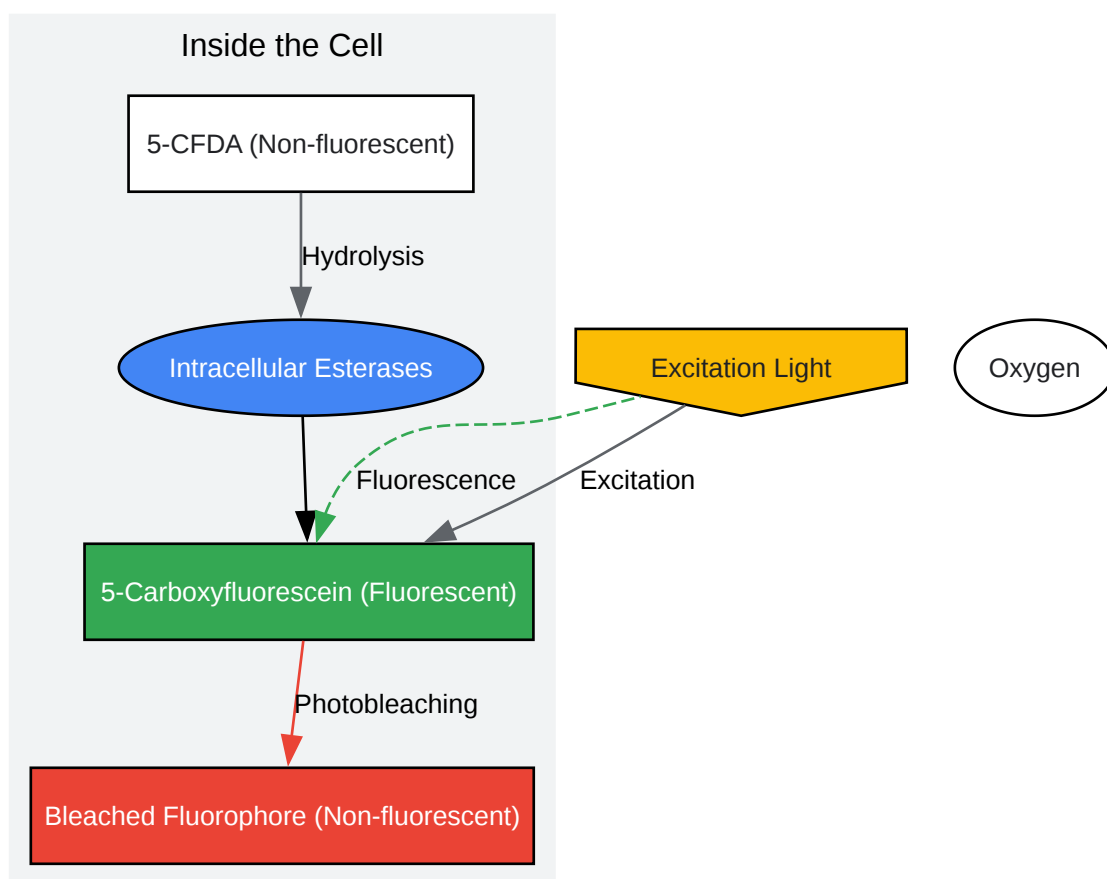 Inside the Cell
5-CFDA (Non-fluorescent)
Hydrolysis
Intracellular Esterases
Excitation Light
Oxygen
Fluorescence
Excitation
5-Carboxyfluorescein (Fluorescent)
Photobleaching
Bleached Fluorophore (Non-fluorescent)